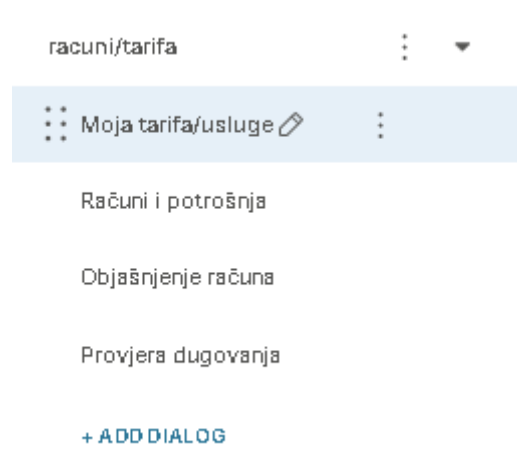 racuni/tarifa
Moja tarifa/usluge
Računi i potrošnja
Objašnjenje računa
Provjera dugovanja
+ ADD DIALOG